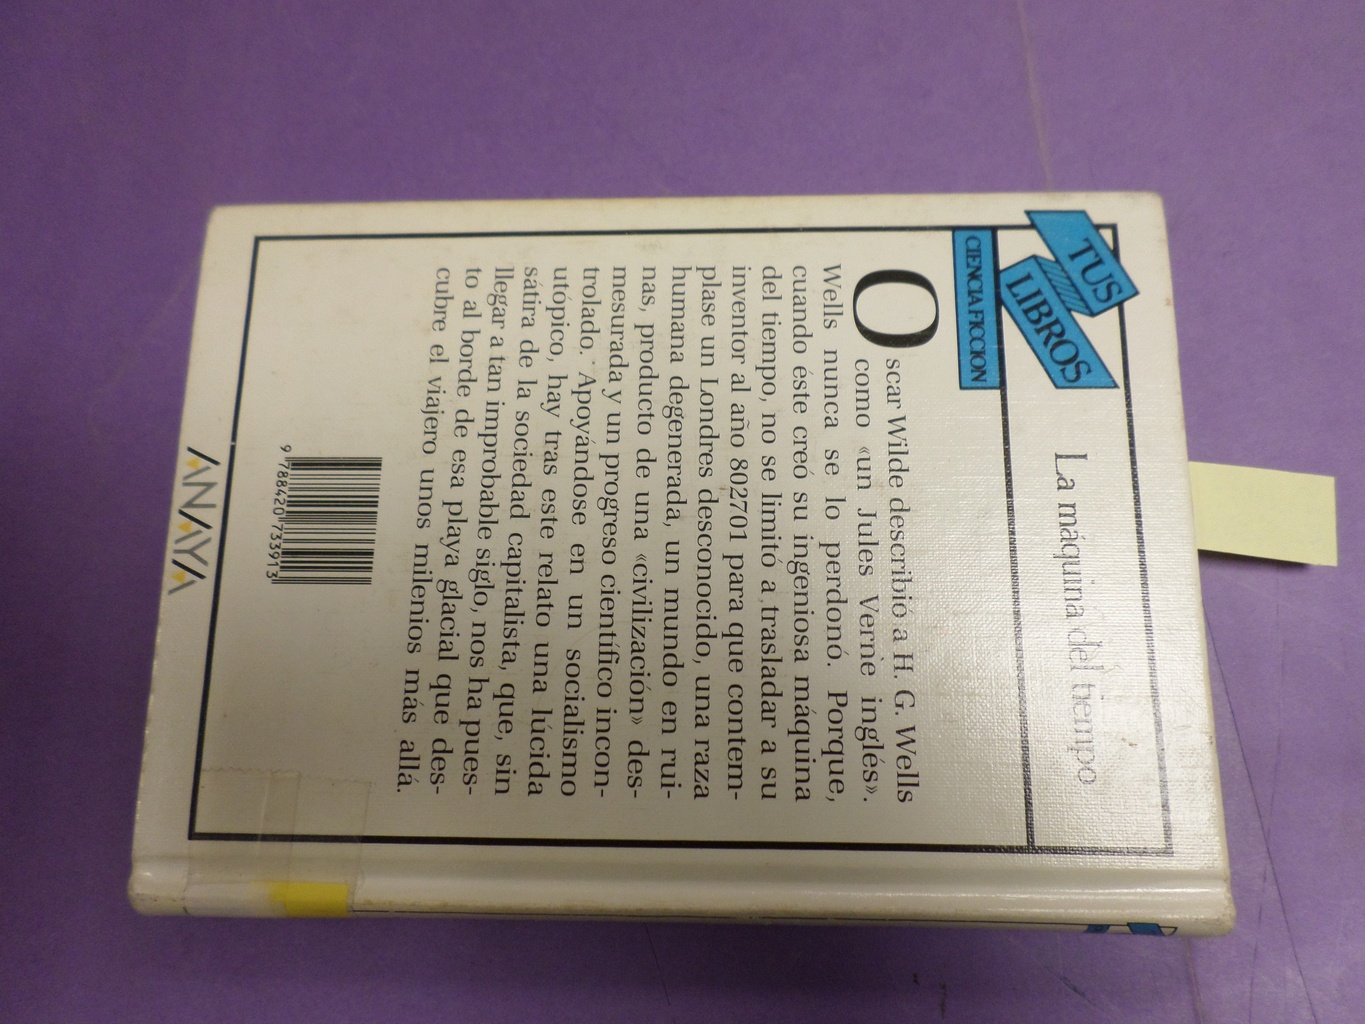 TUS
LIBROS
CIENCIA FICCION
La máquina del tiempo
Oscar Wilde describió a H. G. Wells
como «un Jules Verne inglés».
Wells nunca se lo perdonó. Porque,
cuando éste creó su ingeniosa máquina
del tiempo, no se limitó a trasladar a su
inventor al año 802701 para que contem-
plase un Londres desconocido, una raza
humana degenerada, un mundo en rui-
nas, producto de una «civilización» des-
mesurada y un progreso científico incon-
trolado. Apoyándose en un socialismo
utópico, hay tras este relato una lúcida
sátira de la sociedad capitalista, que, sin
llegar a tan improbable siglo, nos ha pues-
to al borde de esa playa glacial que des-
cubre el viajero unos milenios más allá.
9 788420 733913
ANAYA